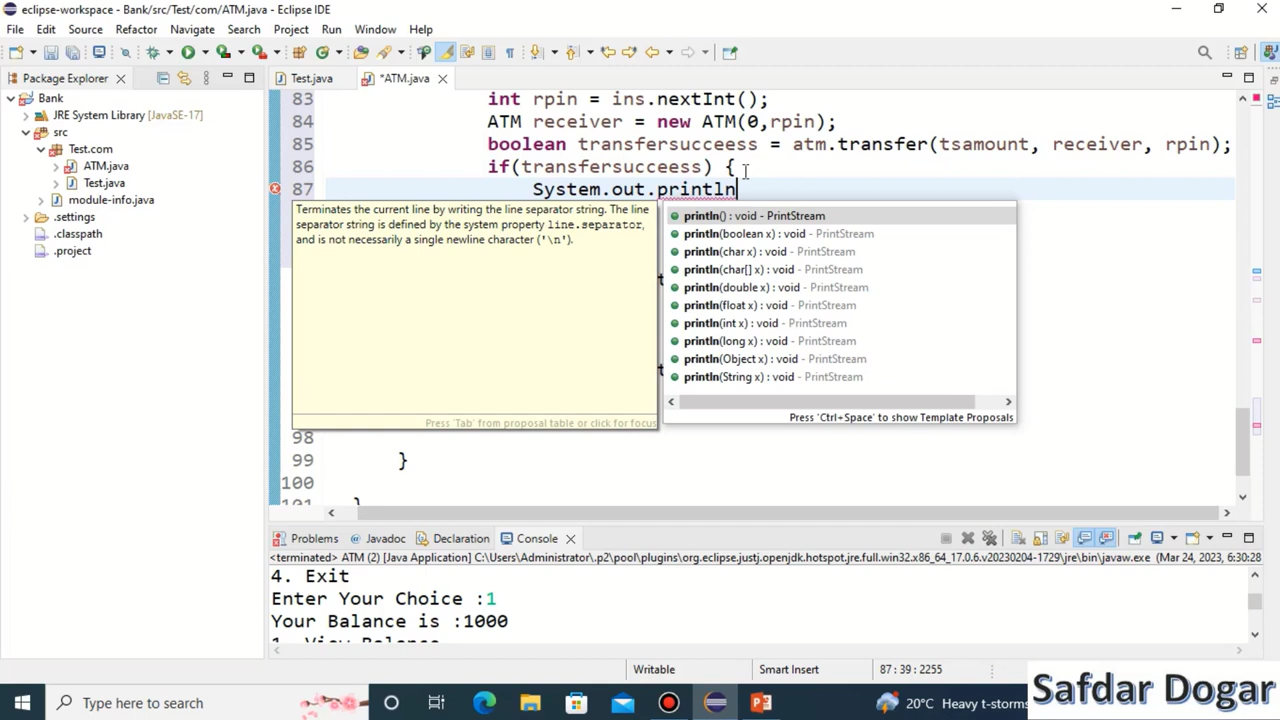 eclipse-workspace - Bank/src/Test/com/ATM.java - Eclipse IDE
File Edit Source Refactor Navigate Search Project Run Window Help
Package Explorer
Test.java *ATM.java
Bank
JRE System Library [JavaSE-17]
src
Test.com
ATM.java
Test.java
module-info.java
.settings
.classpath
.project
83 int rpin = ins.nextInt();
84 ATM receiver = new ATM(0,rpin);
85 boolean transfersucceess = atm.transfer(tsamount, receiver, rpin);
86 if(transfersucceess) {
87 System.out.println
Terminates the current line by writing the line separator string. The line
separator string is defined by the system property line.separator,
and is not necessarily a single newline character ('\n').
Press 'Tab' from proposal table or click for focus
println() : void - PrintStream
println(boolean x) : void - PrintStream
println(char x) : void - PrintStream
println(char[] x) : void - PrintStream
println(double x) : void - PrintStream
println(float x) : void - PrintStream
println(int x) : void - PrintStream
println(long x) : void - PrintStream
println(Object x) : void - PrintStream
println(String x) : void - PrintStream
Press 'Ctrl+Space' to show Template Proposals
98
99 }
100
101 }
Problems Javadoc Declaration Console
<terminated> ATM (2) [Java Application] C:\Users\Administrator\.p2\pool\plugins\org.eclipse.justj.openjdk.hotspot.jre.full.win32.x86_64_17.0.6.v20230204-1729\jre\bin\javaw.exe (Mar 24, 2023, 6:30:28
4. Exit
Enter Your Choice :1
Your Balance is :1000
1. View Balance
Writable Smart Insert 87 : 39 : 2255
Type here to search 20°C Heavy t-storms
Safdar Dogar